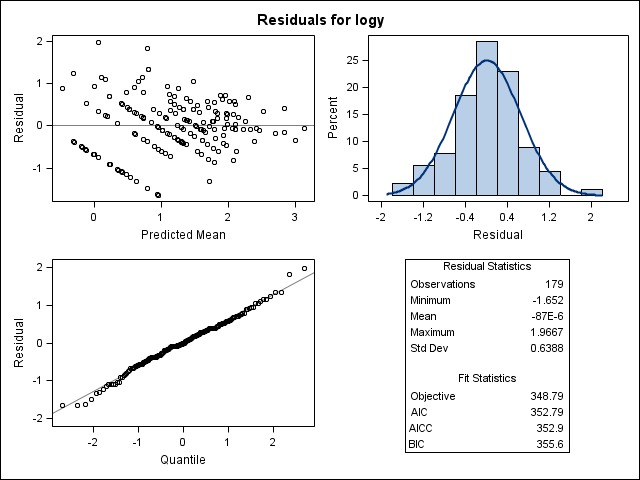 Residuals for logy
2
1
0
-1
Residual
0
1
2
3
Predicted Mean
30
25
20
15
10
5
0
Percent
-2
-1.2
-0.4
0.4
1.2
2
Residual
2
1
0
-1
-2
Residual
-2
-1
0
1
2
Quantile
Residual Statistics
Observations 179
Minimum -1.652
Mean -87E-6
Maximum 1.9667
Std Dev 0.6388
Fit Statistics
Objective 348.79
AIC 352.79
AICC 352.9
BIC 355.6